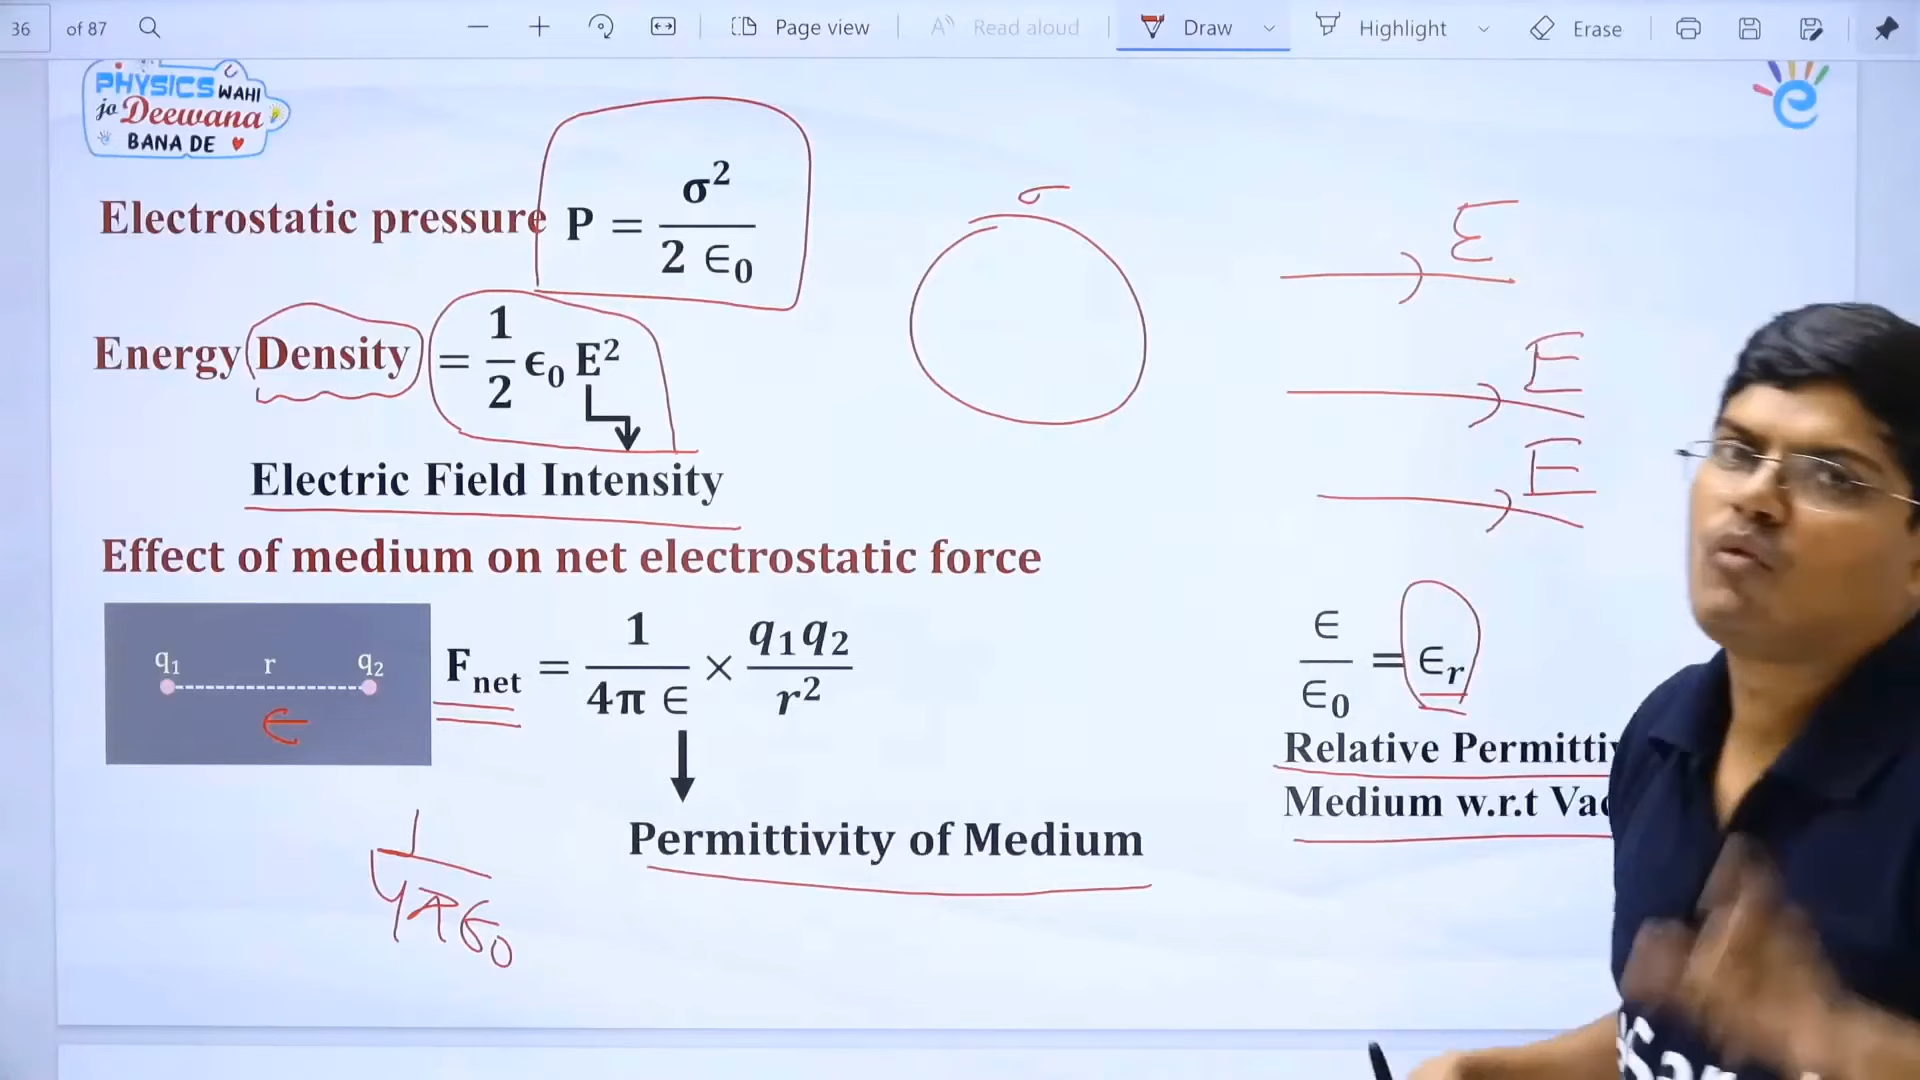 36 of 87 Page view Read aloud Draw Highlight Erase
PHYSICS WAHI
jo Deewana
BANA DE
Electrostatic pressure P = σ² / 2 ∈₀
σ
E
Energy Density = 1/2 ϵ₀ E²
E
E
Electric Field Intensity
Effect of medium on net electrostatic force
q₁ r q₂
∈
Fnet = 1 / 4π ∈ × q₁q₂ / r²
∈ / ∈₀ = ∈r
Relative Permitti
Medium w.r.t Va
Permittivity of Medium
1 / 4π∈₀